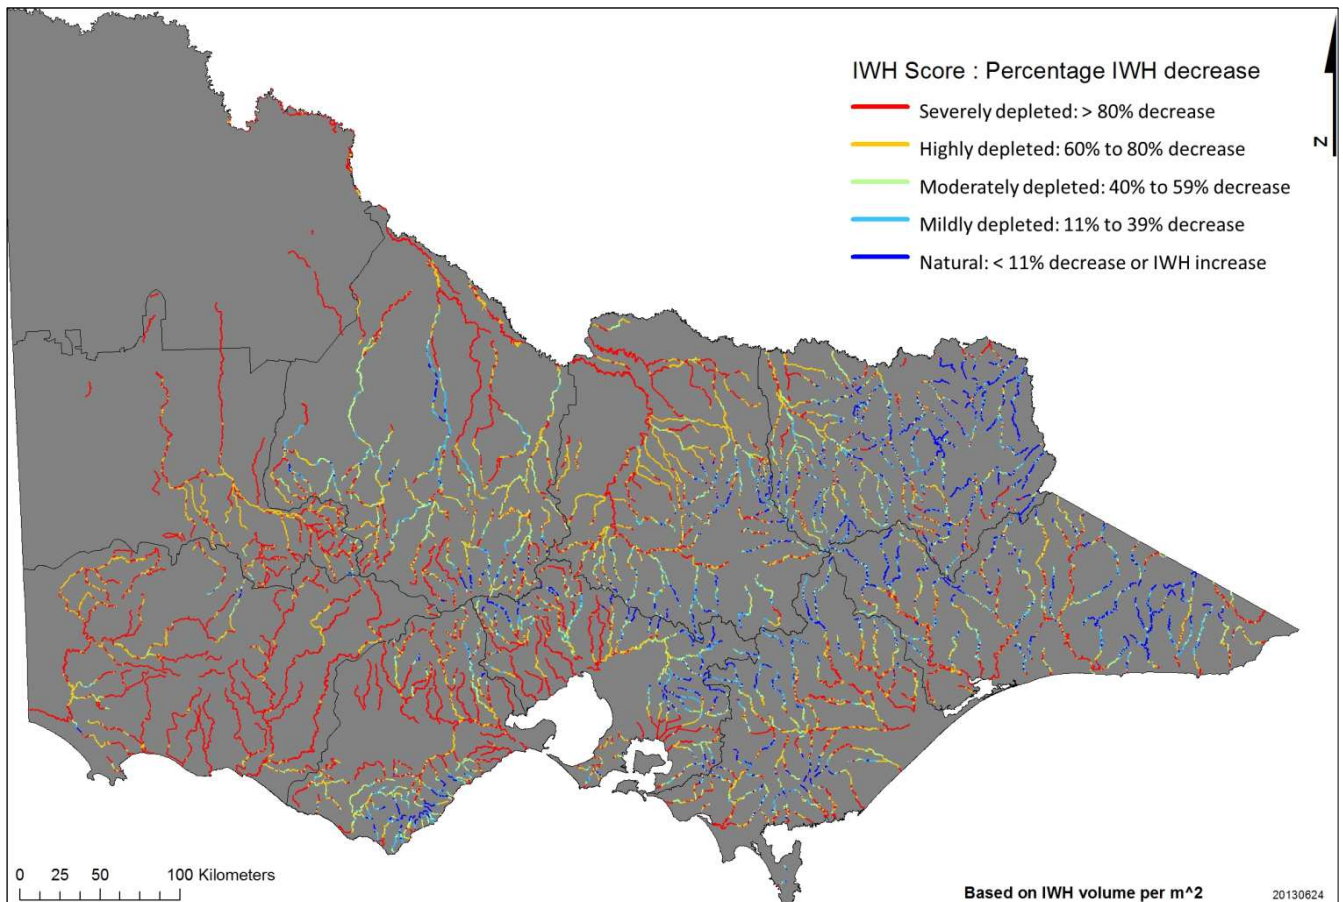 IWH Score : Percentage IWH decrease
Severely depleted: > 80% decrease
Highly depleted: 60% to 80% decrease
Moderately depleted: 40% to 59% decrease
Mildly depleted: 11% to 39% decrease
Natural: < 11% decrease or IWH increase
N
0 25 50 100 Kilometers
Based on IWH volume per m^2
20130624